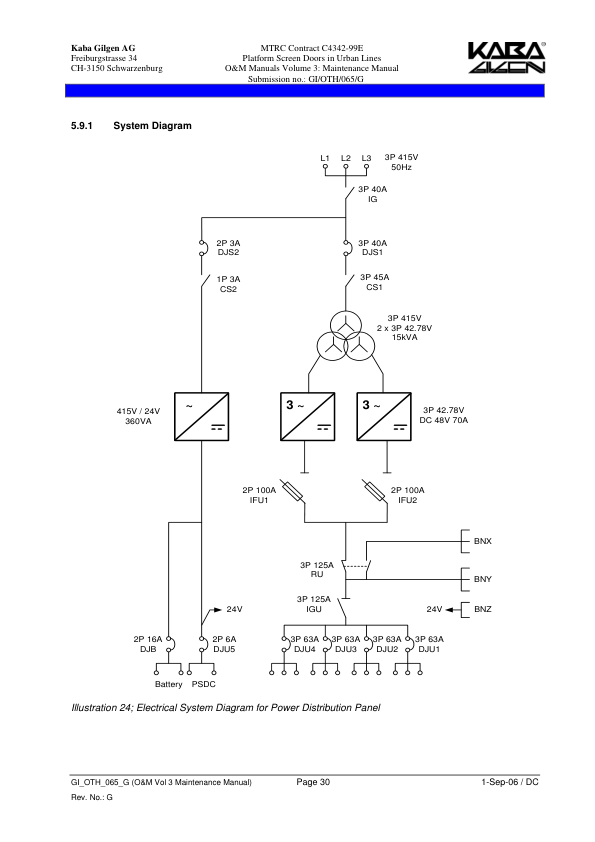 Kaba Gilgen AG
Freiburgstrasse 34
CH-3150 Schwarzenburg
MTRC Contract C4342-99E
Platform Screen Doors in Urban Lines
O&M Manuals Volume 3: Maintenance Manual
Submission no.: GI/OTH/065/G
KABA®
GILGEN
5.9.1 System Diagram
L1 L2 L3
3P 415V
50Hz
3P 40A
IG
2P 3A
DJS2
3P 40A
DJS1
1P 3A
CS2
3P 45A
CS1
3P 415V
2 x 3P 42.78V
15kVA
415V / 24V
360VA
~
3 ~
3 ~
3P 42.78V
DC 48V 70A
2P 100A
IFU1
2P 100A
IFU2
BNX
3P 125A
RU
BNY
3P 125A
IGU
24V
24V
BNZ
2P 16A
DJB
2P 6A
DJU5
3P 63A
DJU4
3P 63A
DJU3
3P 63A
DJU2
3P 63A
DJU1
Battery PSDC
Illustration 24; Electrical System Diagram for Power Distribution Panel
GI_OTH_065_G (O&M Vol 3 Maintenance Manual) Page 30 1-Sep-06 / DC
Rev. No.: G